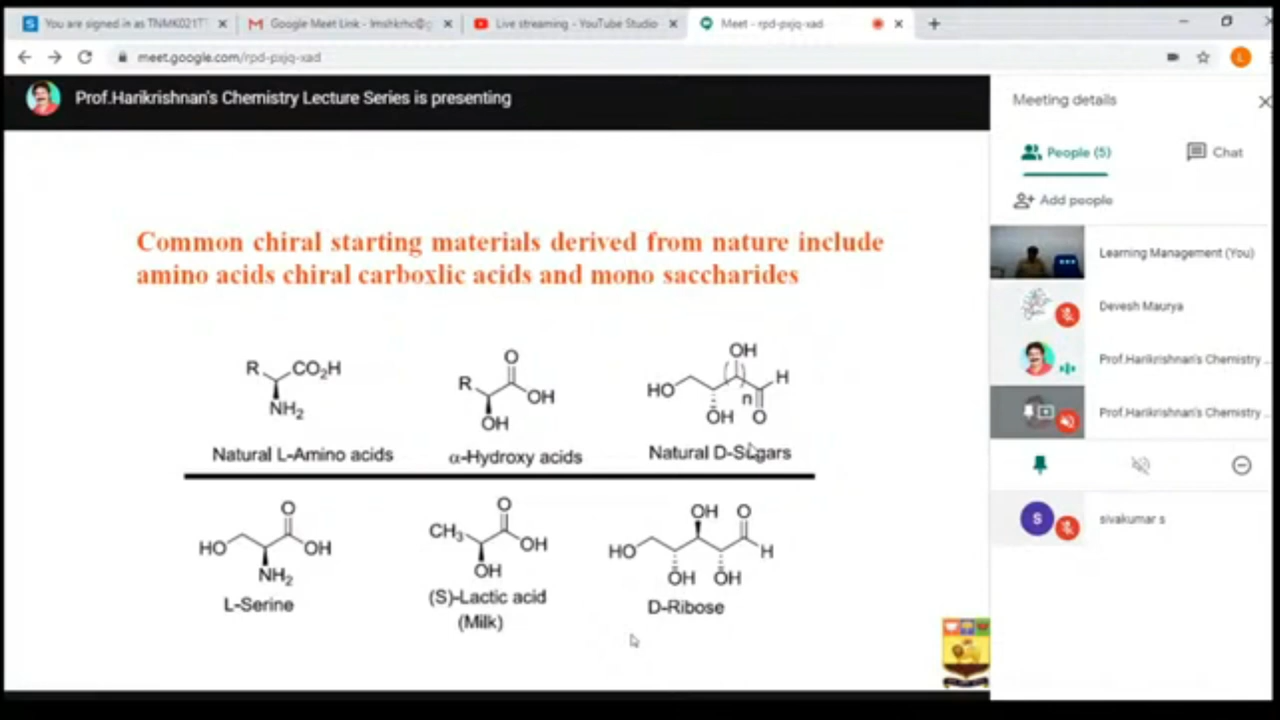 You are signed in as TNMK021T
Gmail Meet Link - lmshkrhc@g
Live streaming - YouTube Studio
Meet - rpd-pxjq-xad
meet.google.com/rpd-pxjq-xad
L
Prof.Harikrishnan's Chemistry Lecture Series is presenting
Meeting details
People (5)
Chat
Add people
Learning Management (You)
Devesh Maurya
Prof.Harikrishnan's Chemistry ...
Prof.Harikrishnan's Chemistry ...
S
sivakumar s
Common chiral starting materials derived from nature include
amino acids chiral carboxlic acids and mono saccharides
R CO₂H
NH₂
Natural L-Amino acids
O
R
OH
OH
α-Hydroxy acids
OH
HO H
n
OH O
Natural D-Sugars
O
HO OH
NH₂
L-Serine
O
CH₃
OH
OH
(S)-Lactic acid
(Milk)
OH O
HO H
OH OH
D-Ribose